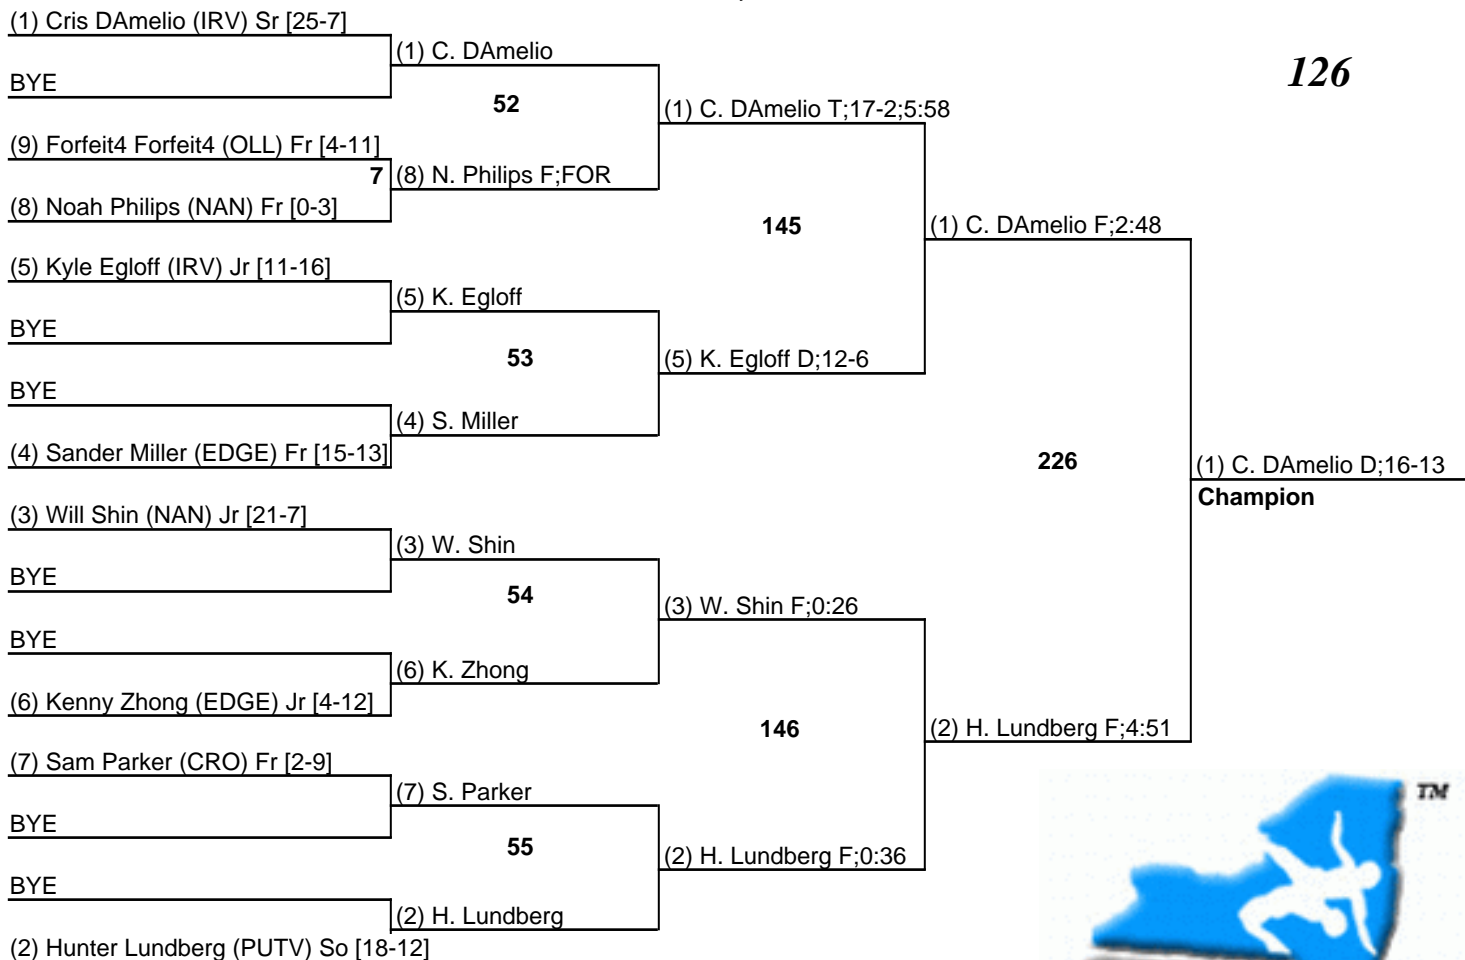 (1) Cris DAmelio (IRV) Sr [25-7]
BYE
(9) Forfeit4 Forfeit4 (OLL) Fr [4-11]
7
(8) Noah Philips (NAN) Fr [0-3]
(5) Kyle Egloff (IRV) Jr [11-16]
BYE
BYE
(4) Sander Miller (EDGE) Fr [15-13]
(3) Will Shin (NAN) Jr [21-7]
BYE
BYE
(6) Kenny Zhong (EDGE) Jr [4-12]
(7) Sam Parker (CRO) Fr [2-9]
BYE
BYE
(2) Hunter Lundberg (PUTV) So [18-12]
(1) C. DAmelio
52
(8) N. Philips F;FOR
(5) K. Egloff
53
(4) S. Miller
(3) W. Shin
54
(6) K. Zhong
(7) S. Parker
55
(2) H. Lundberg
(1) C. DAmelio T;17-2;5:58
145
(5) K. Egloff D;12-6
(3) W. Shin F;0:26
146
(2) H. Lundberg F;0:36
(1) C. DAmelio F;2:48
226
(2) H. Lundberg F;4:51
126
(1) C. DAmelio D;16-13
Champion
TM